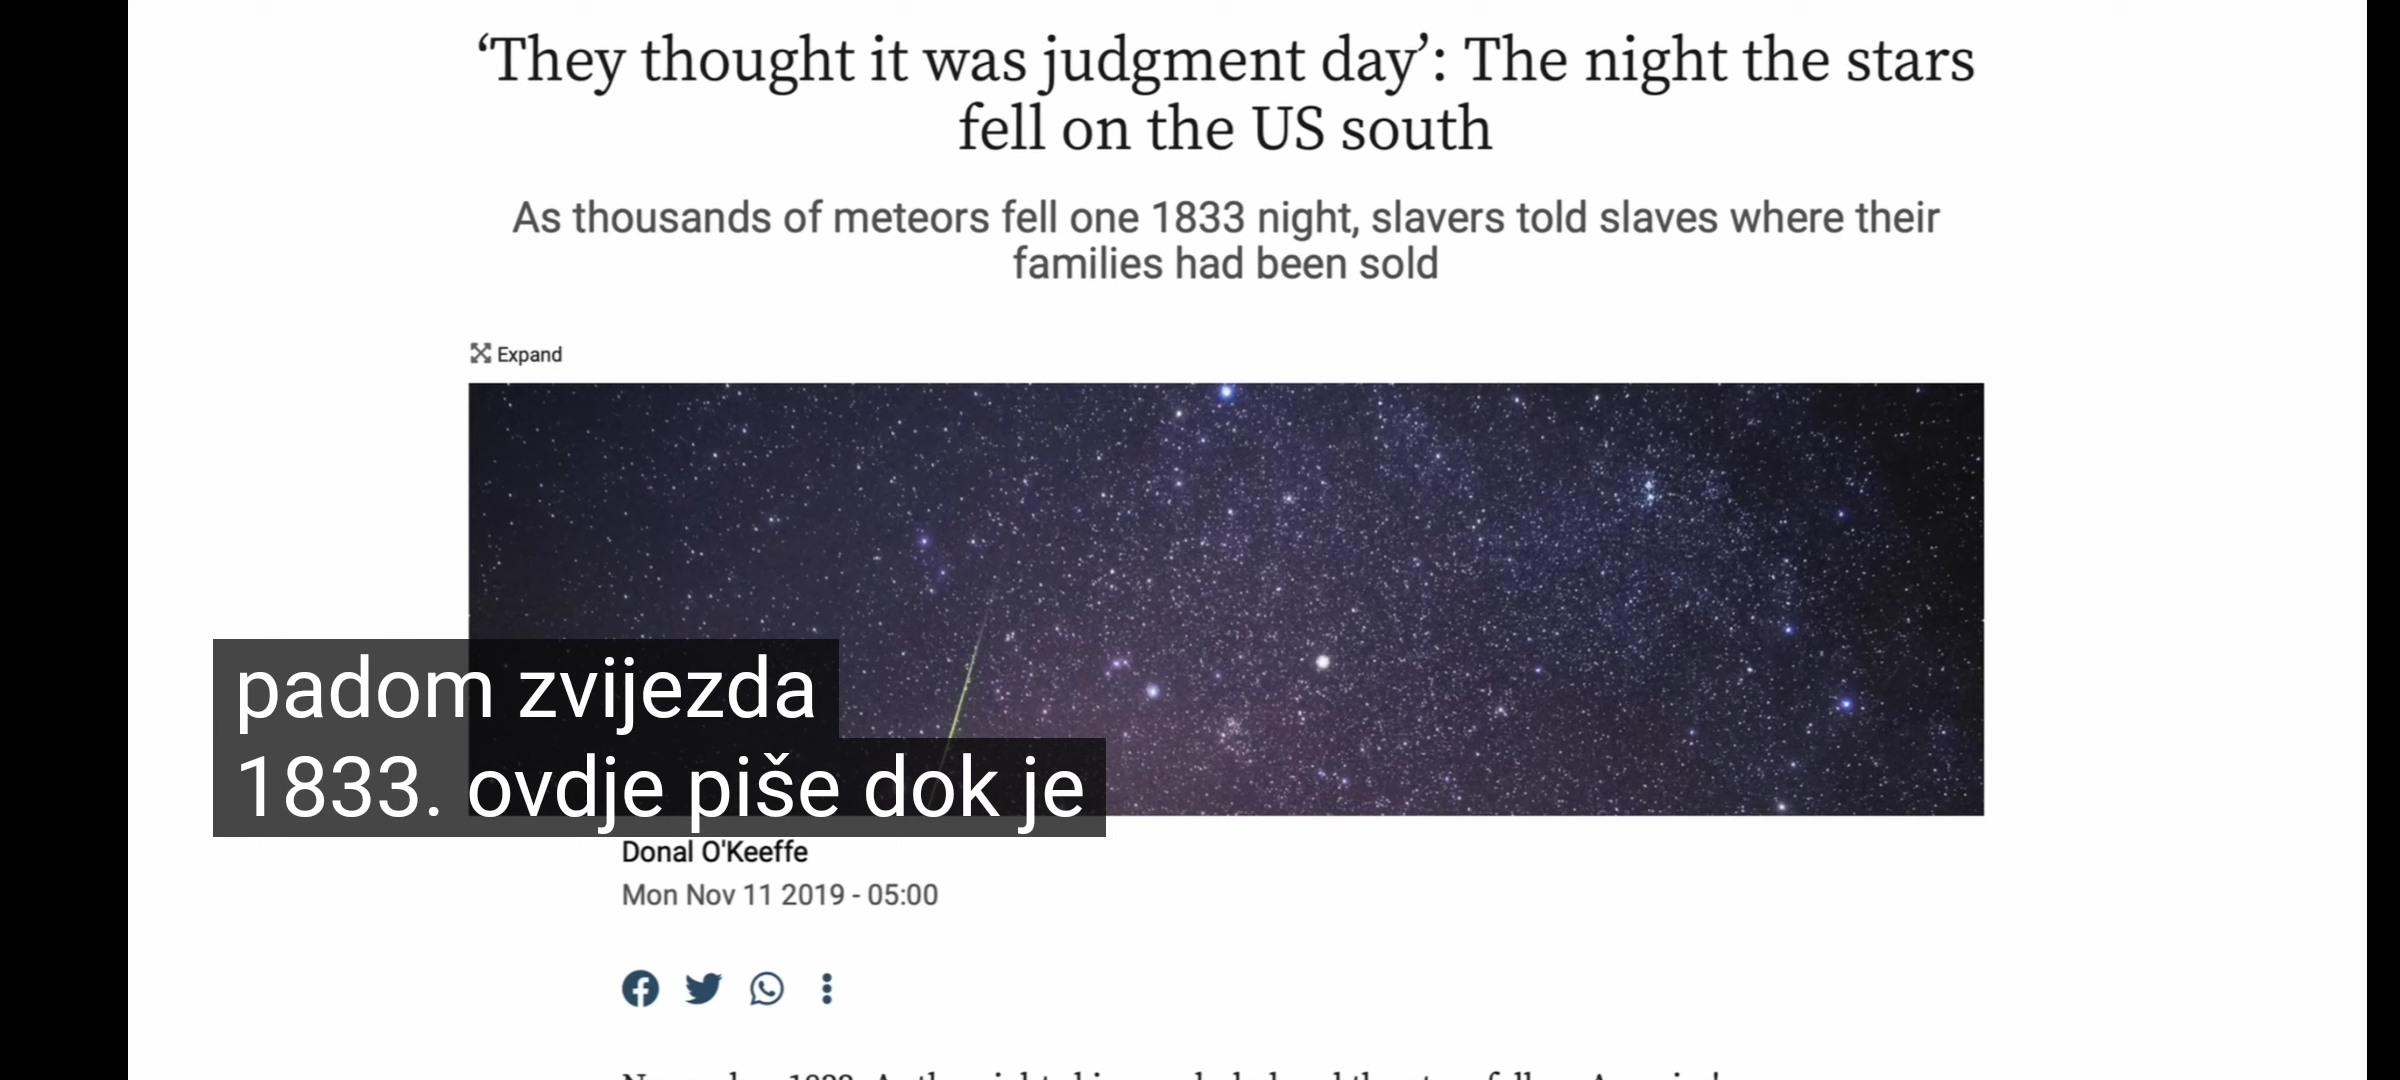 ‘They thought it was judgment day’: The night the stars
fell on the US south
As thousands of meteors fell one 1833 night, slavers told slaves where their
families had been sold
Expand
padom zvijezda
1833. ovdje piše dok je
Donal O'Keeffe
Mon Nov 11 2019 - 05:00